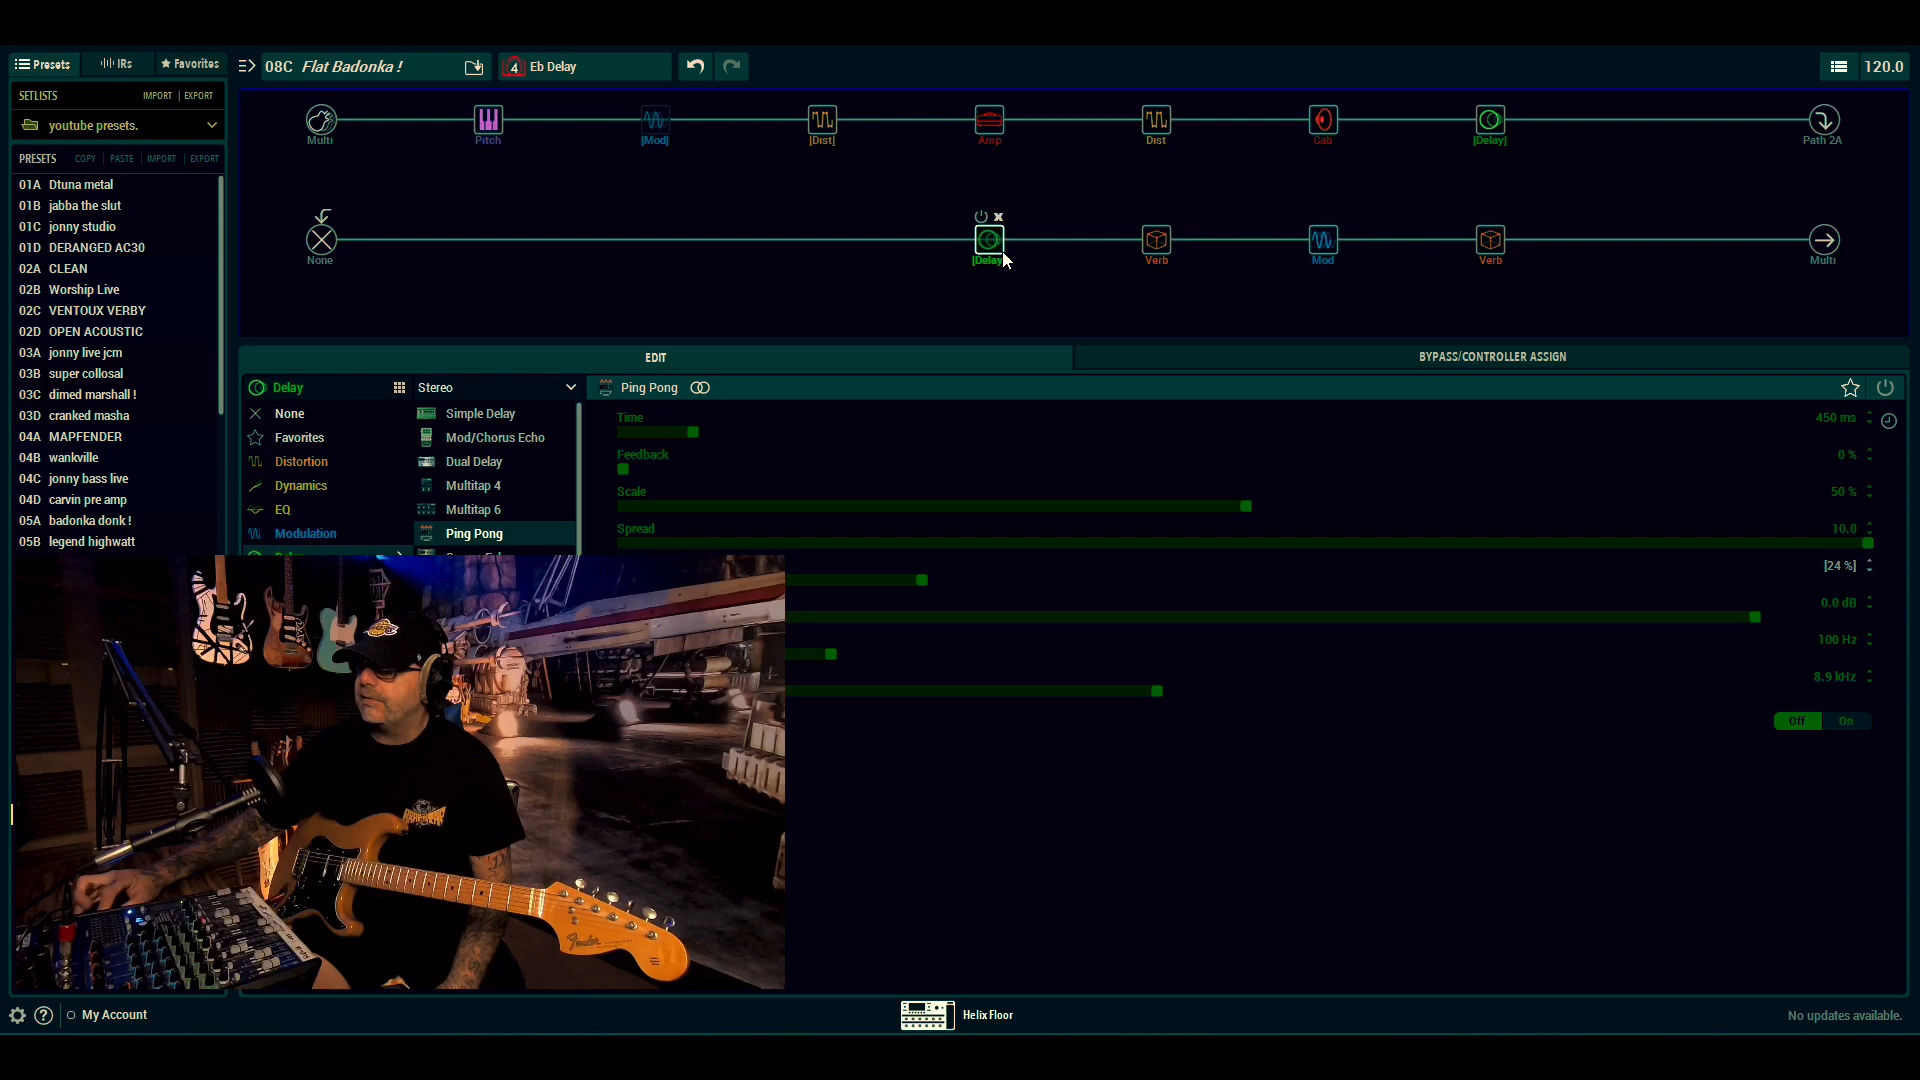 Presets IRs Favorites
08C Flat Badonka !
4 Eb Delay
120.0
SETLISTS IMPORT | EXPORT
youtube presets.
PRESETS COPY | PASTE | IMPORT | EXPORT
01A Dtuna metal
01B jabba the slut
01C jonny studio
01D DERANGED AC30
02A CLEAN
02B Worship Live
02C VENTOUX VERBY
02D OPEN ACOUSTIC
03A jonny live jcm
03B super collosal
03C dimed marshall !
03D cranked masha
04A MAPFENDER
04B wankville
04C jonny bass live
04D carvin pre amp
05A badonka donk !
05B legend highwatt
Multi Pitch [Mod] [Dist] Amp Dist Cab [Delay] Path 2A
None [Delay Verb Mod Verb Multi
EDIT BYPASS/CONTROLLER ASSIGN
Delay
None
Favorites
Distortion
Dynamics
EQ
Modulation
Stereo
Simple Delay
Mod/Chorus Echo
Dual Delay
Multitap 4
Multitap 6
Ping Pong
Ping Pong
Time 450 ms
Feedback 0 %
Scale 50 %
Spread 10.0
[24 %]
0.0 dB
100 Hz
8.9 kHz
Off On
Fender
My Account
Helix Floor
No updates available.